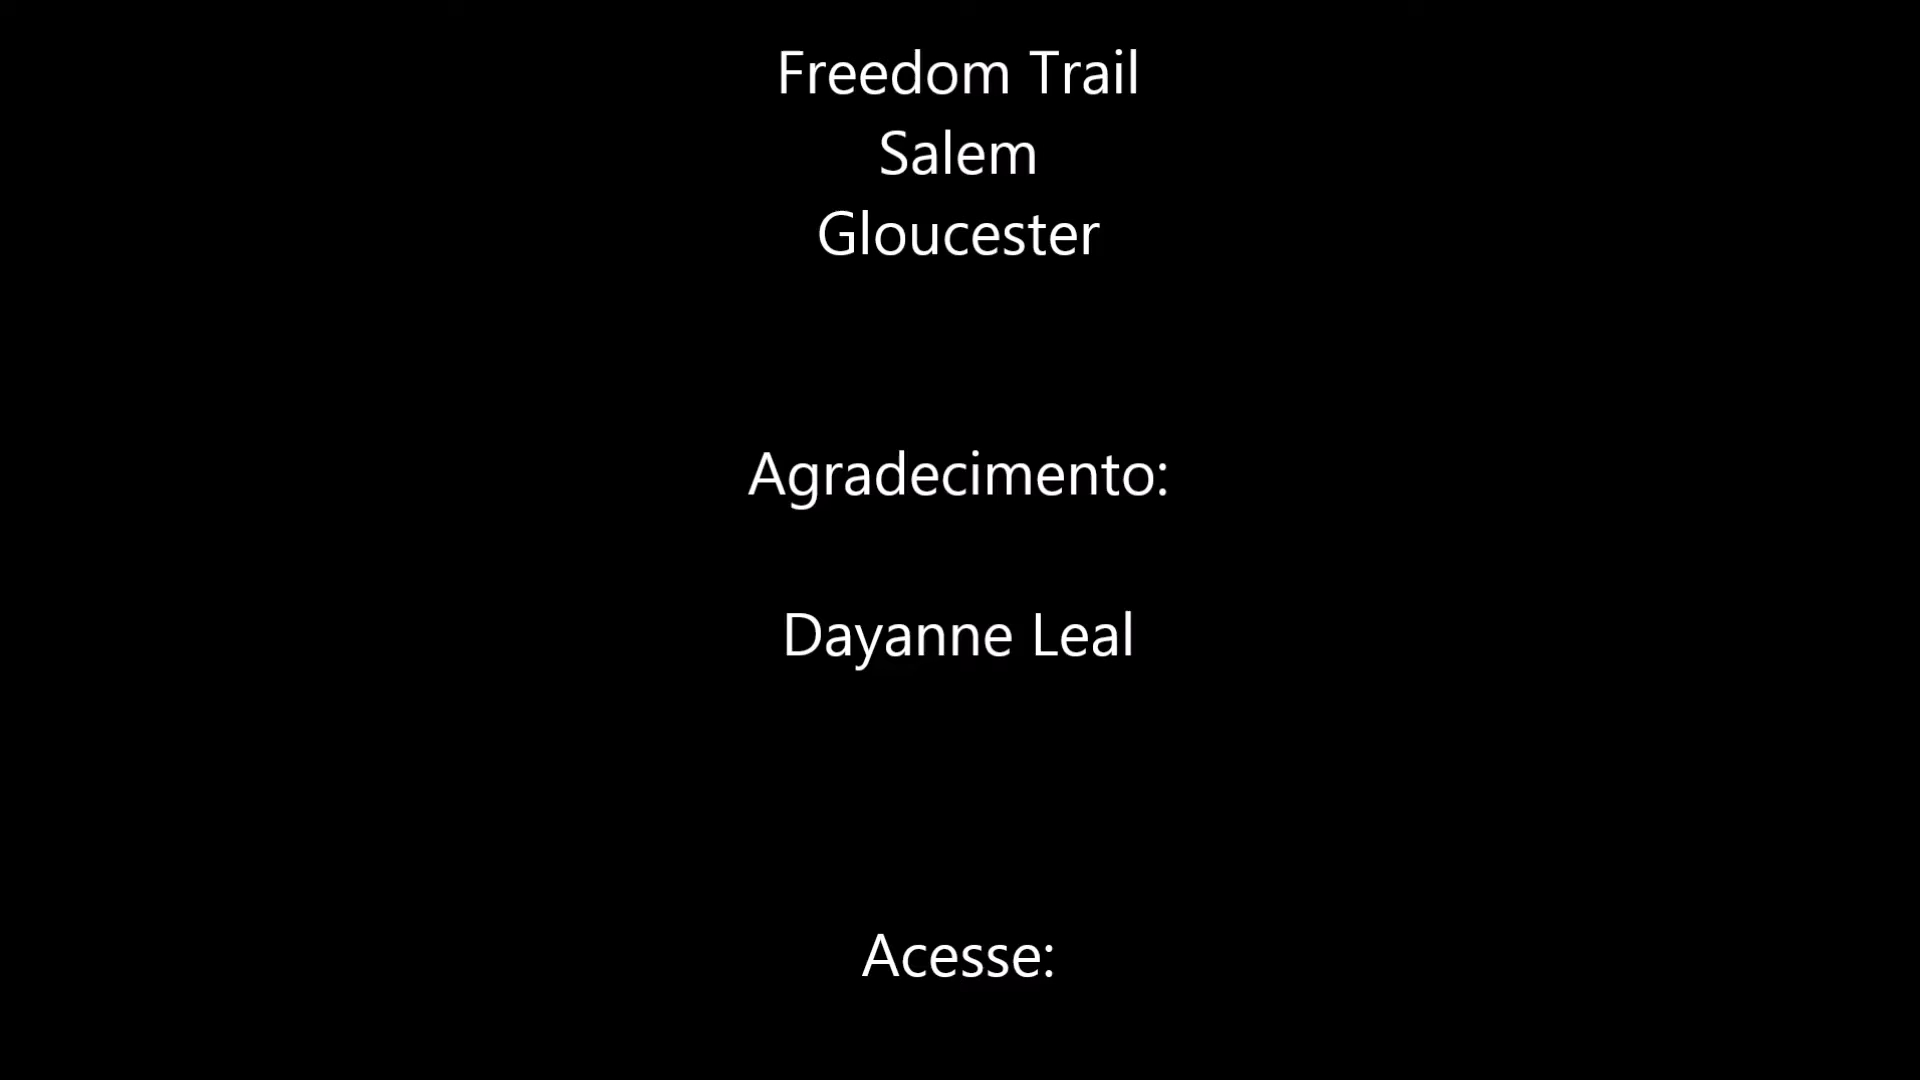 Freedom Trail
Salem
Gloucester
Agradecimento:
Dayanne Leal
Acesse: